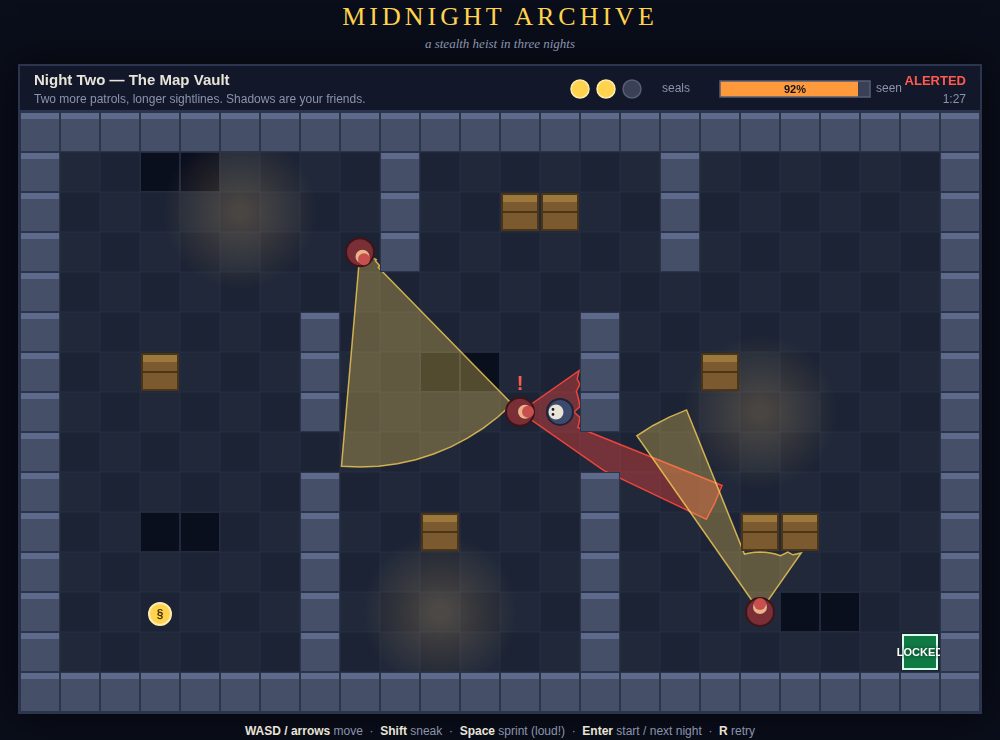 MIDNIGHT ARCHIVE
a stealth heist in three nights
Night Two — The Map Vault
Two more patrols, longer sightlines. Shadows are your friends.
seals
92%
seen
ALERTED
1:27
!
§
LOCKED
WASD / arrows move · Shift sneak · Space sprint (loud!) · Enter start / next night · R retry